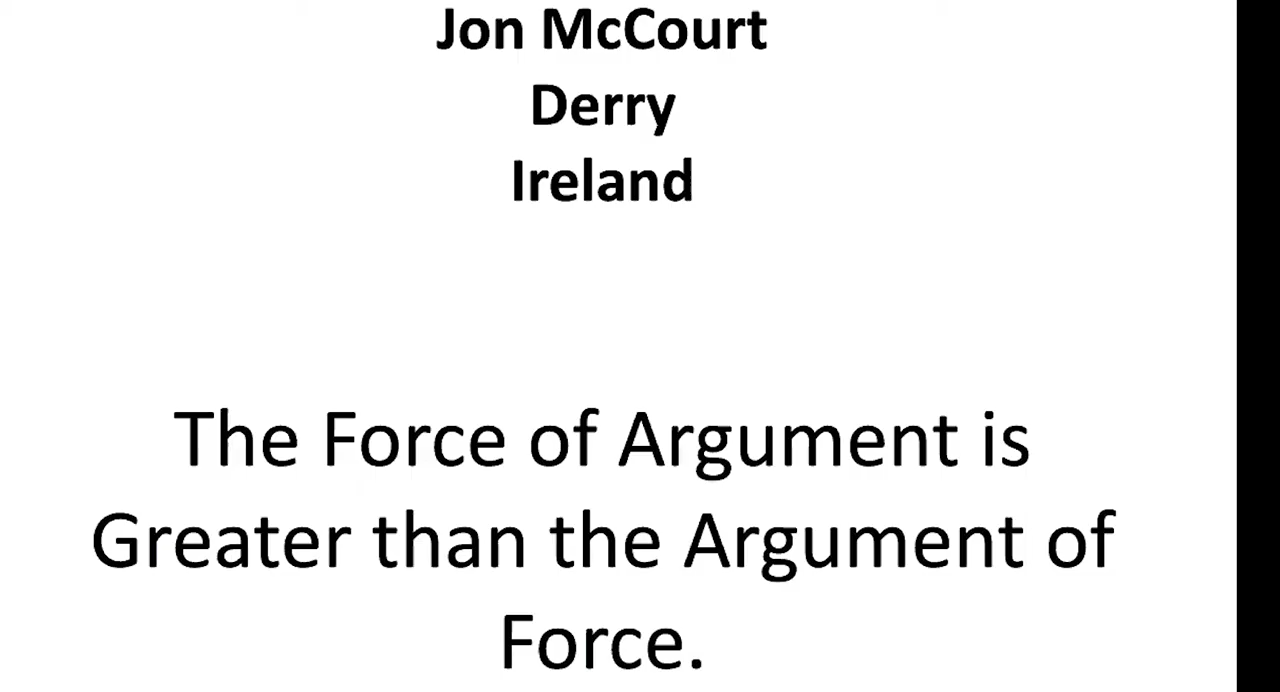 Jon McCourt
Derry
Ireland
The Force of Argument is
Greater than the Argument of
Force.